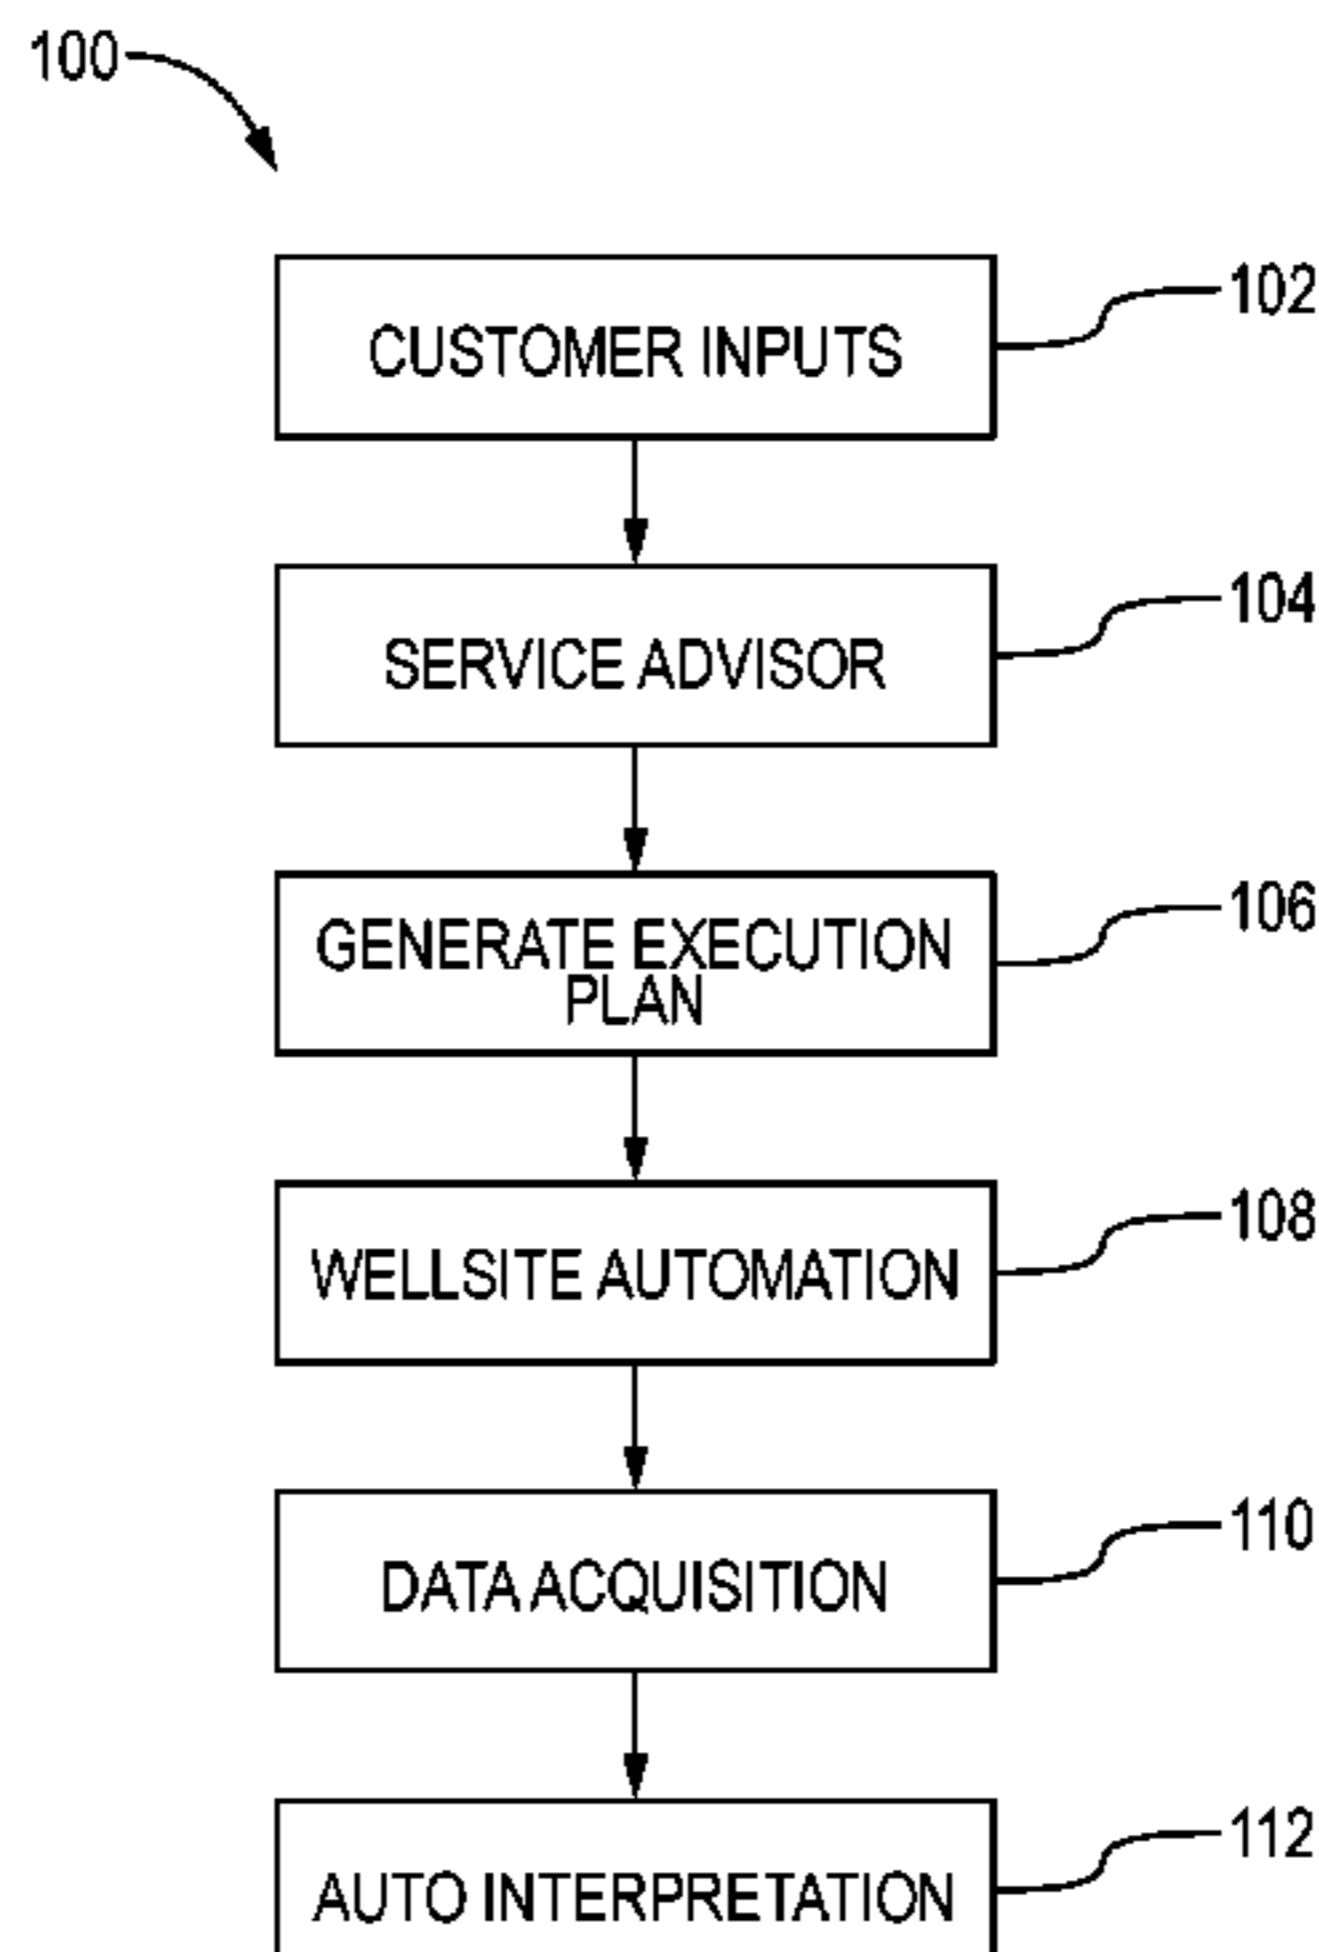 100
CUSTOMER INPUTS
102
SERVICE ADVISOR
104
GENERATE EXECUTION
PLAN
106
WELLSITE AUTOMATION
108
DATA ACQUISITION
110
AUTO INTERPRETATION
112